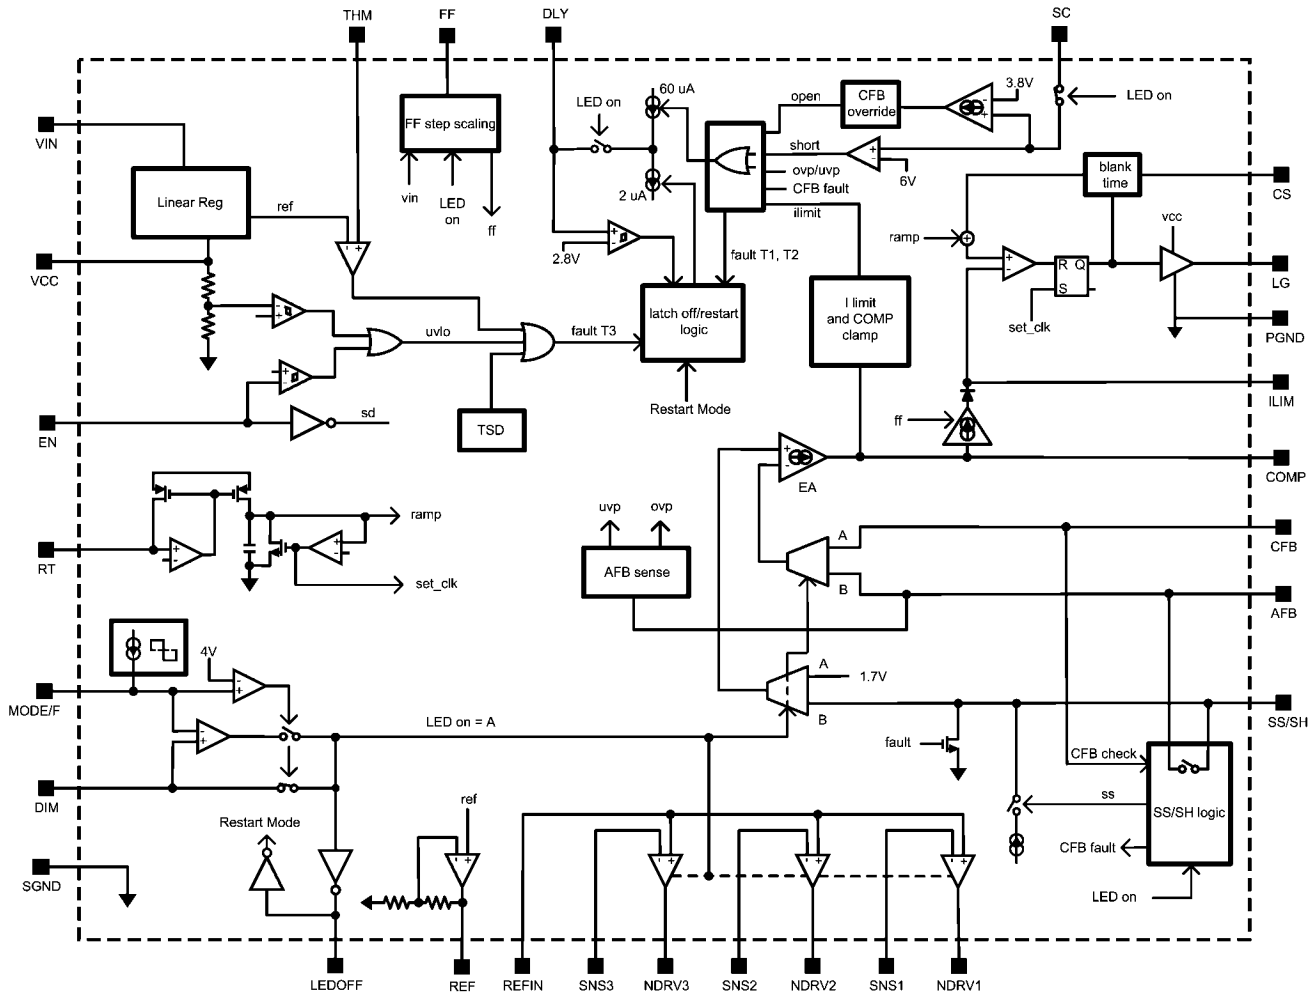 THM
FF
DLY
SC
60 uA
LED on
open
CFB
override
3.8V
LED on
VIN
FF step scaling
short
6V
blank
time
CS
Linear Reg
ref
vin
LED
on
ff
2 uA
ovp/uvp
CFB fault
ilimit
vcc
VCC
2.8V
fault T1, T2
ramp
R Q
S
LG
set_clk
PGND
latch off/restart
logic
I limit
and COMP
clamp
uvlo
fault T3
Restart Mode
ILIM
EN
sd
TSD
ff
EA
COMP
ramp
uvp
ovp
A
CFB
RT
set_clk
AFB sense
B
AFB
4V
A
1.7V
MODE/F
LED on = A
B
SS/SH
fault
CFB check
DIM
ref
ss
SS/SH logic
Restart Mode
CFB fault
SGND
LED on
LEDOFF
REF
REFIN
SNS3
NDRV3
SNS2
NDRV2
SNS1
NDRV1